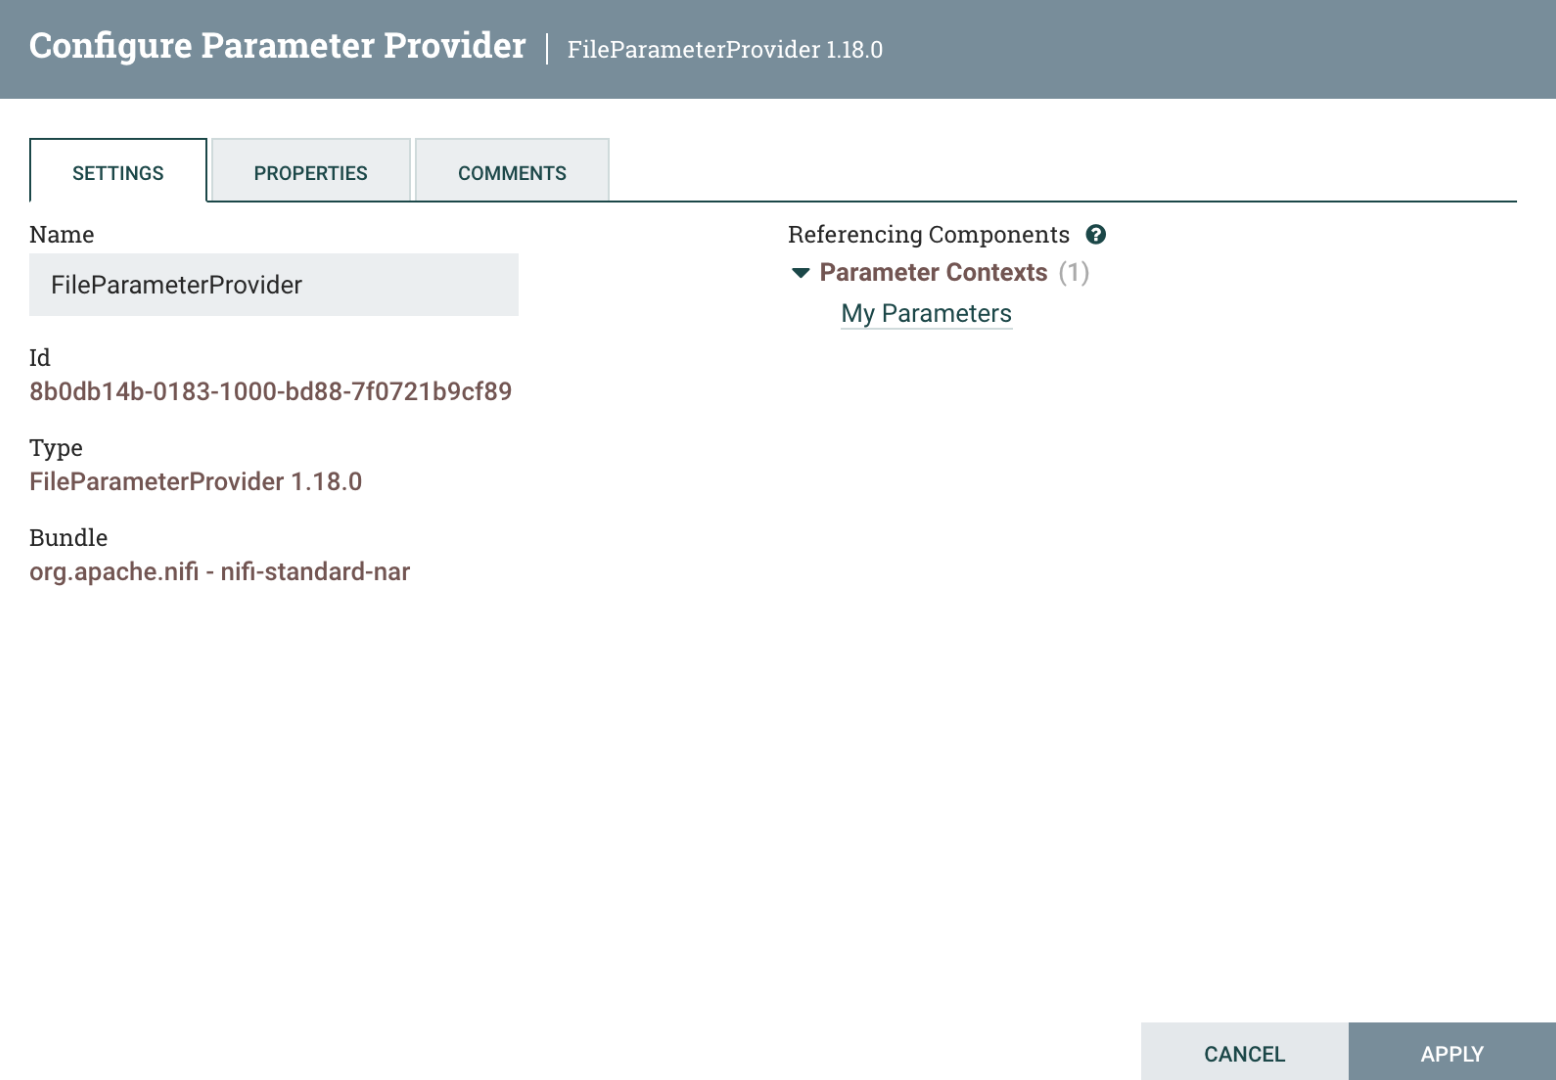 Configure Parameter Provider | FileParameterProvider 1.18.0
SETTINGS PROPERTIES COMMENTS
Name
FileParameterProvider
Id
8b0db14b-0183-1000-bd88-7f0721b9cf89
Type
FileParameterProvider 1.18.0
Bundle
org.apache.nifi - nifi-standard-nar
Referencing Components ?
Parameter Contexts (1)
My Parameters
CANCEL APPLY